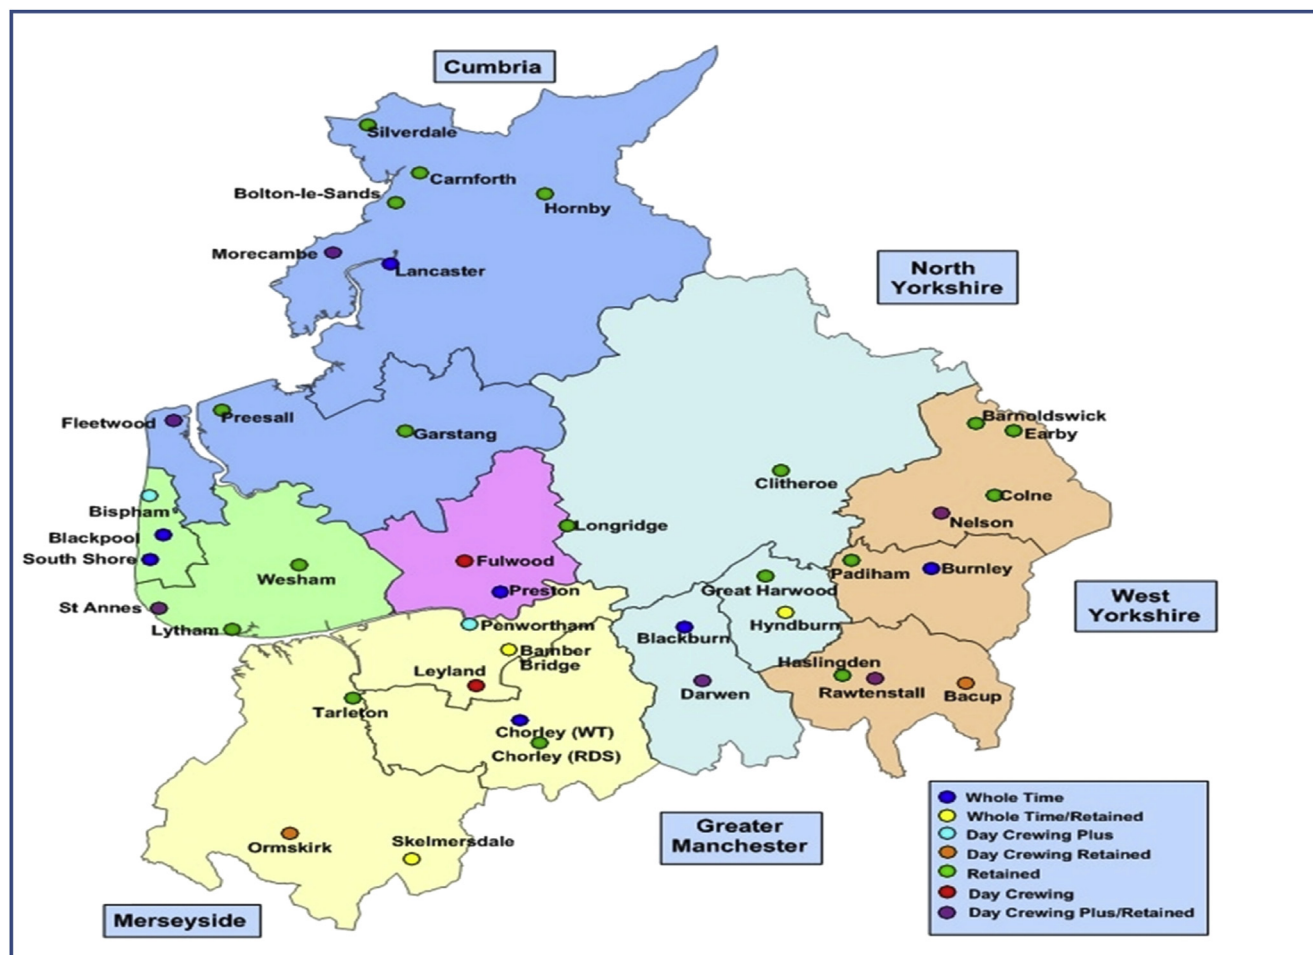 Cumbria
Silverdale
Carnforth
Bolton-le-Sands
Hornby
Morecambe
Lancaster
North
Yorkshire
Fleetwood
Preesall
Garstang
Barnoldswick
Earby
Clitheroe
Colne
Bispham
Nelson
Longridge
Blackpool
South Shore
Fulwood
Wesham
Padiham
Burnley
Preston
Great Harwood
West
Yorkshire
St Annes
Lytham
Penwortham
Hyndburn
Blackburn
Bamber
Bridge
Leyland
Haslingden
Darwen
Rawtenstall
Bacup
Tarleton
Chorley (WT)
Chorley (RDS)
Greater
Manchester
Ormskirk
Skelmersdale
Merseyside
Whole Time
Whole Time/Retained
Day Crewing Plus
Day Crewing Retained
Retained
Day Crewing
Day Crewing Plus/Retained